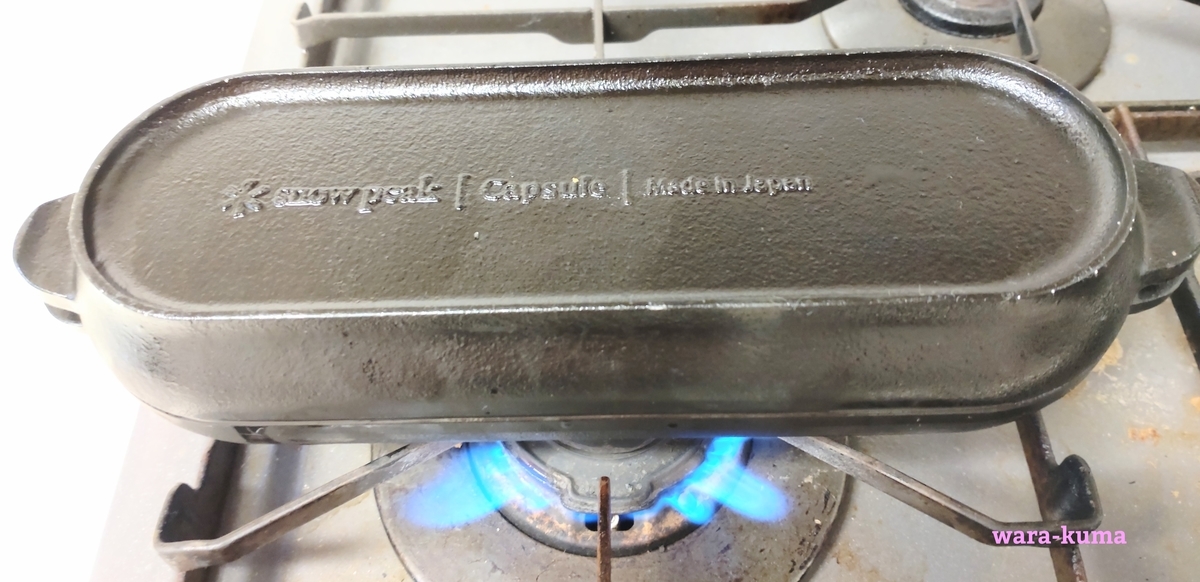 snow peak | Capsule | Made in Japan
wara-kuma